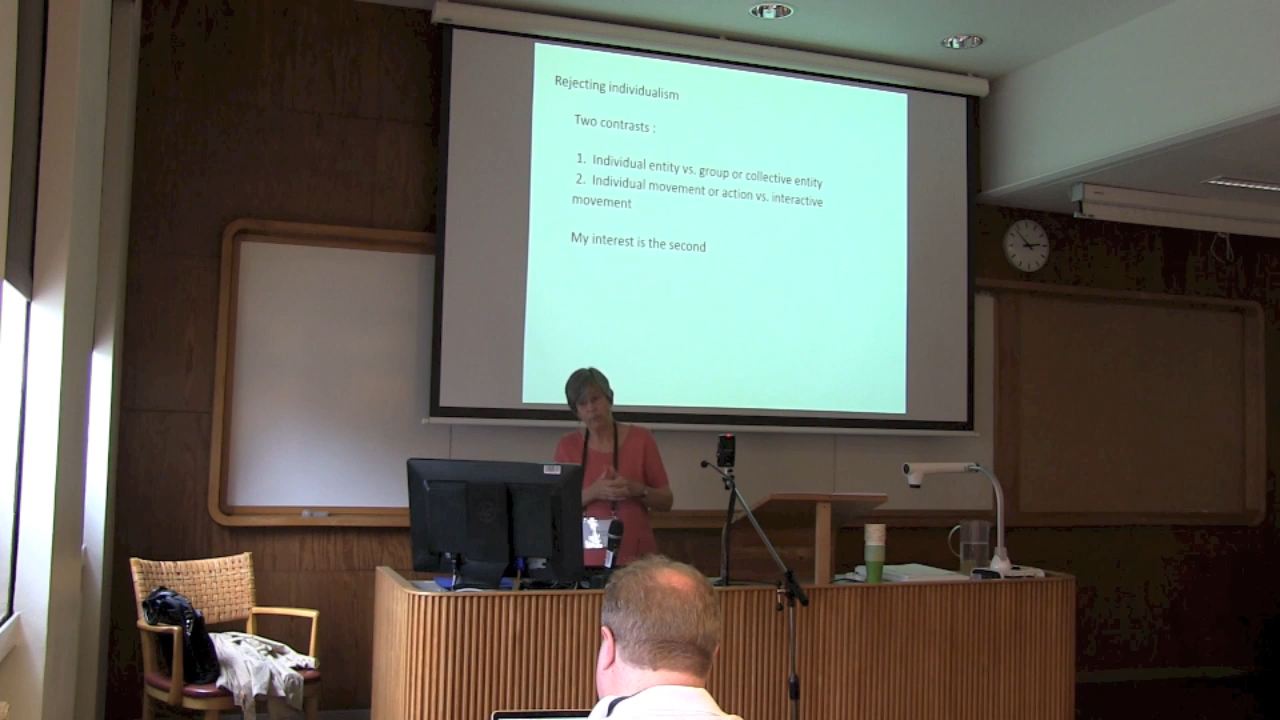 Rejecting individualism
Two contrasts :
1. Individual entity vs. group or collective entity
2. Individual movement or action vs. interactive
movement
My interest is the second